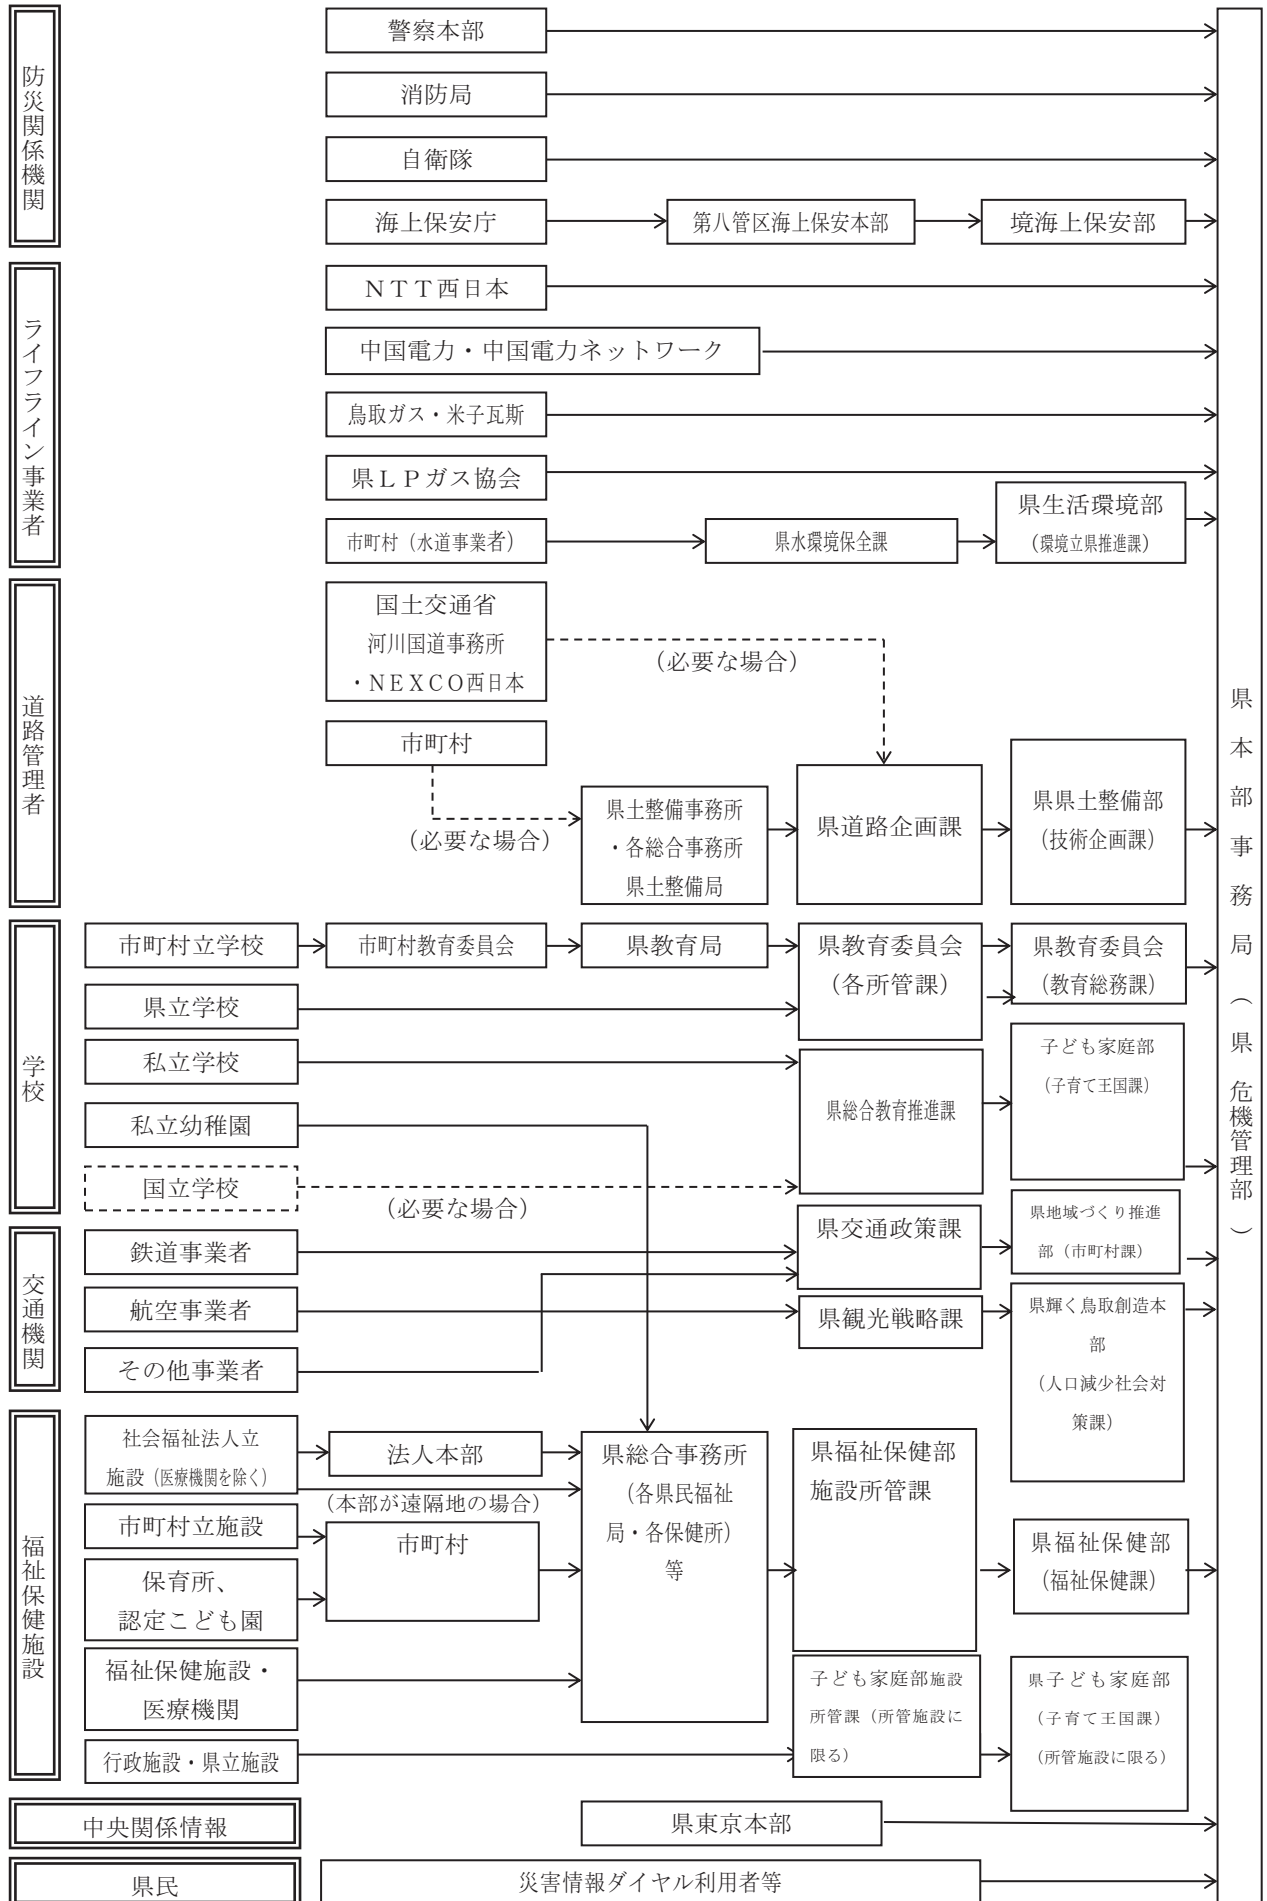 防災関係機関
警察本部
消防局
自衛隊
海上保安庁
第八管区海上保安本部
境海上保安部
ライフライン事業者
ＮＴＴ西日本
中国電力・中国電力ネットワーク
鳥取ガス・米子瓦斯
県ＬＰガス協会
市町村（水道事業者）
県水環境保全課
県生活環境部
（環境立県推進課）
道路管理者
国土交通省
河川国道事務所
・ＮＥＸＣＯ西日本
（必要な場合）
市町村
（必要な場合）
県土整備事務所
・各総合事務所
県土整備局
県道路企画課
県県土整備部
（技術企画課）
学校
市町村立学校
市町村教育委員会
県教育局
県教育委員会
（各所管課）
県教育委員会
（教育総務課）
県立学校
私立学校
県総合教育推進課
子ども家庭部
（子育て王国課）
私立幼稚園
国立学校
（必要な場合）
交通機関
鉄道事業者
県交通政策課
県地域づくり推進
部（市町村課）
航空事業者
県観光戦略課
県輝く鳥取創造本
部
（人口減少社会対
策課）
その他事業者
福祉保健施設
社会福祉法人立
施設（医療機関を除く）
法人本部
（本部が遠隔地の場合）
市町村立施設
市町村
保育所、
認定こども園
福祉保健施設・
医療機関
行政施設・県立施設
県総合事務所
（各県民福祉
局・各保健所）
等
県福祉保健部
施設所管課
県福祉保健部
（福祉保健課）
子ども家庭部施設
所管課（所管施設に
限る）
県子ども家庭部
（子育て王国課）
（所管施設に限る）
中央関係情報
県東京本部
県民
災害情報ダイヤル利用者等
県本部事務局（県危機管理部）